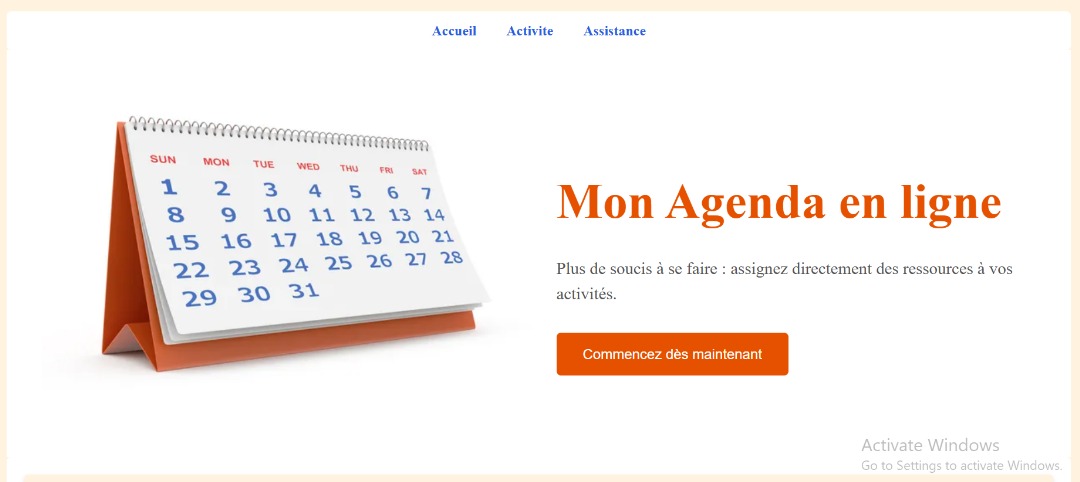 Accueil Activite Assistance
SUN MON TUE WED THU FRI SAT
1 2 3 4 5 6 7
8 9 10 11 12 13 14
15 16 17 18 19 20 21
22 23 24 25 26 27 28
29 30 31
Mon Agenda en ligne
Plus de soucis à se faire : assignez directement des ressources à vos
activités.
Commencez dès maintenant
Activate Windows
Go to Settings to activate Windows.